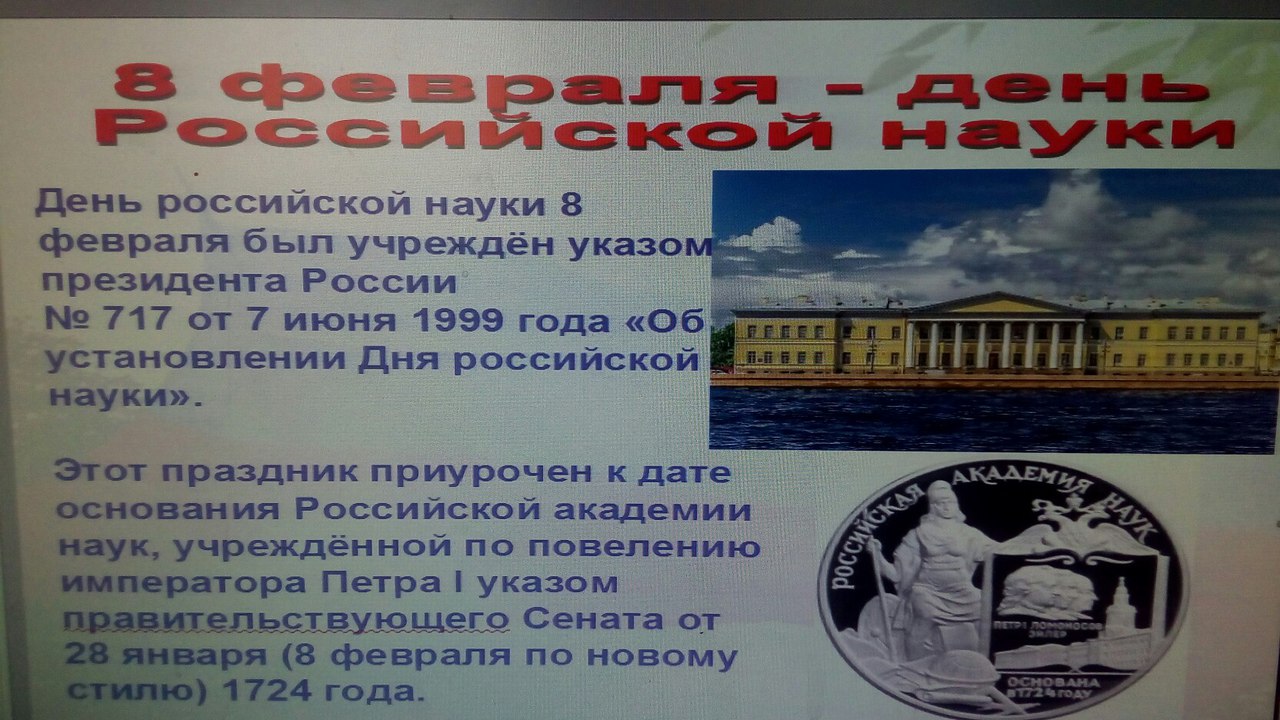 8 февраля - день
Российской науки
День российской науки 8
февраля был учреждён указом
президента России
№ 717 от 7 июня 1999 года «Об
установлении Дня российской
науки».
Этот праздник приурочен к дате
основания Российской академии
наук, учреждённой по повелению
императора Петра I указом
правительствующего Сената от
28 января (8 февраля по новому
стилю) 1724 года.
РОССИЙСКАЯ АКАДЕМИЯ НАУК
ПЕТР I ЛОМОНОСОВ
ЭЙЛЕР
ОСНОВАНА
В 1724 ГОДУ